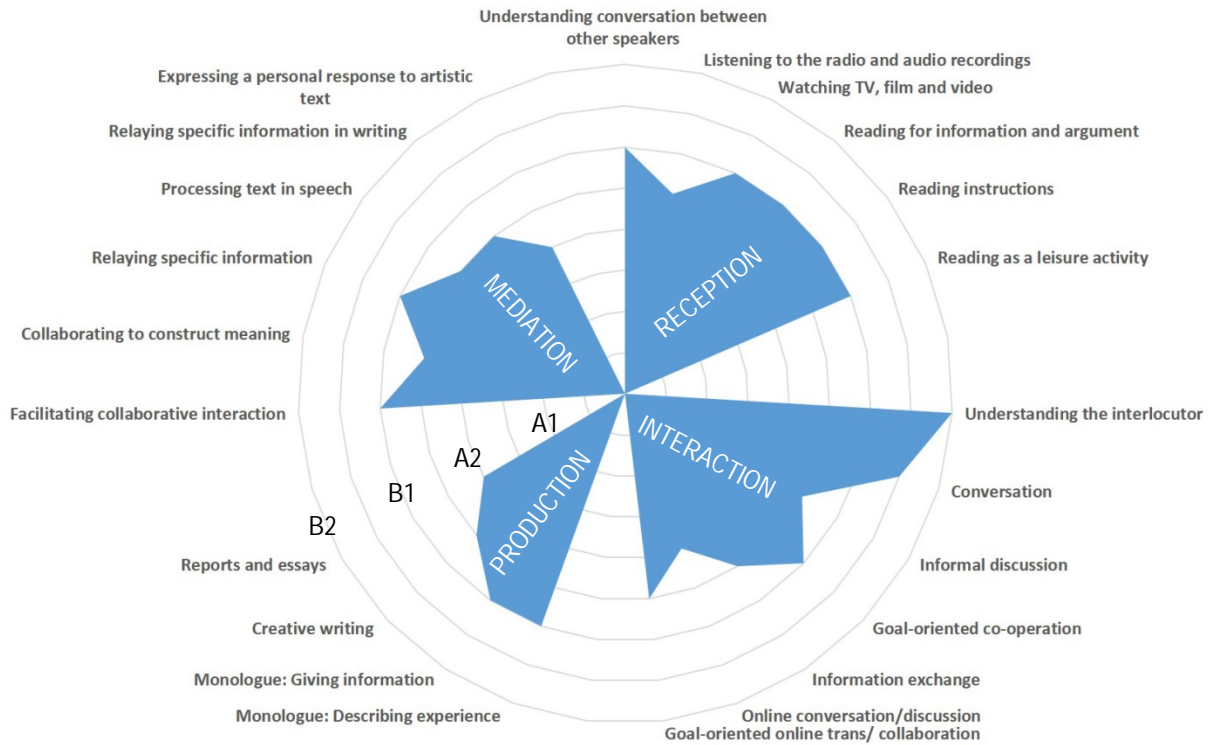 Understanding conversation between
other speakers
Listening to the radio and audio recordings
Watching TV, film and video
Reading for information and argument
Reading instructions
Reading as a leisure activity
Understanding the interlocutor
Conversation
Informal discussion
Goal-oriented co-operation
Information exchange
Online conversation/discussion
Goal-oriented online trans/ collaboration
Monologue: Describing experience
Monologue: Giving information
Creative writing
Reports and essays
Facilitating collaborative interaction
Collaborating to construct meaning
Relaying specific information
Processing text in speech
Relaying specific information in writing
Expressing a personal response to artistic
text
RECEPTION
INTERACTION
PRODUCTION
MEDIATION
A1
A2
B1
B2